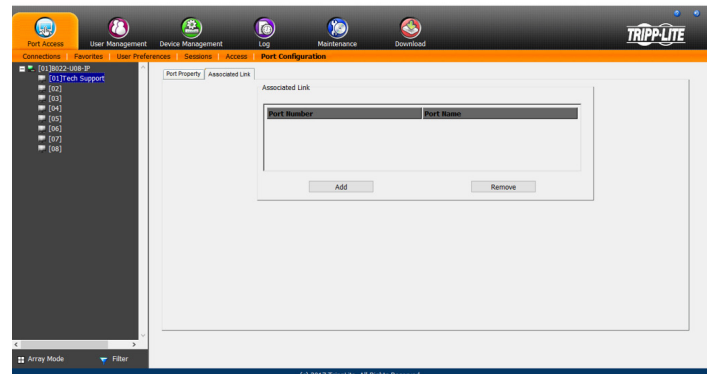 TRIPP-LITE
Port Access User Management Device Management Log Maintenance Download
Connections Favorites User Preferences Sessions Access Port Configuration
[01]B022-U08-IP
[01]Tech Support
[02]
[03]
[04]
[05]
[06]
[07]
[08]
Port Property Associated Link
Associated Link
Port Number Port Name
Add Remove
Array Mode Filter